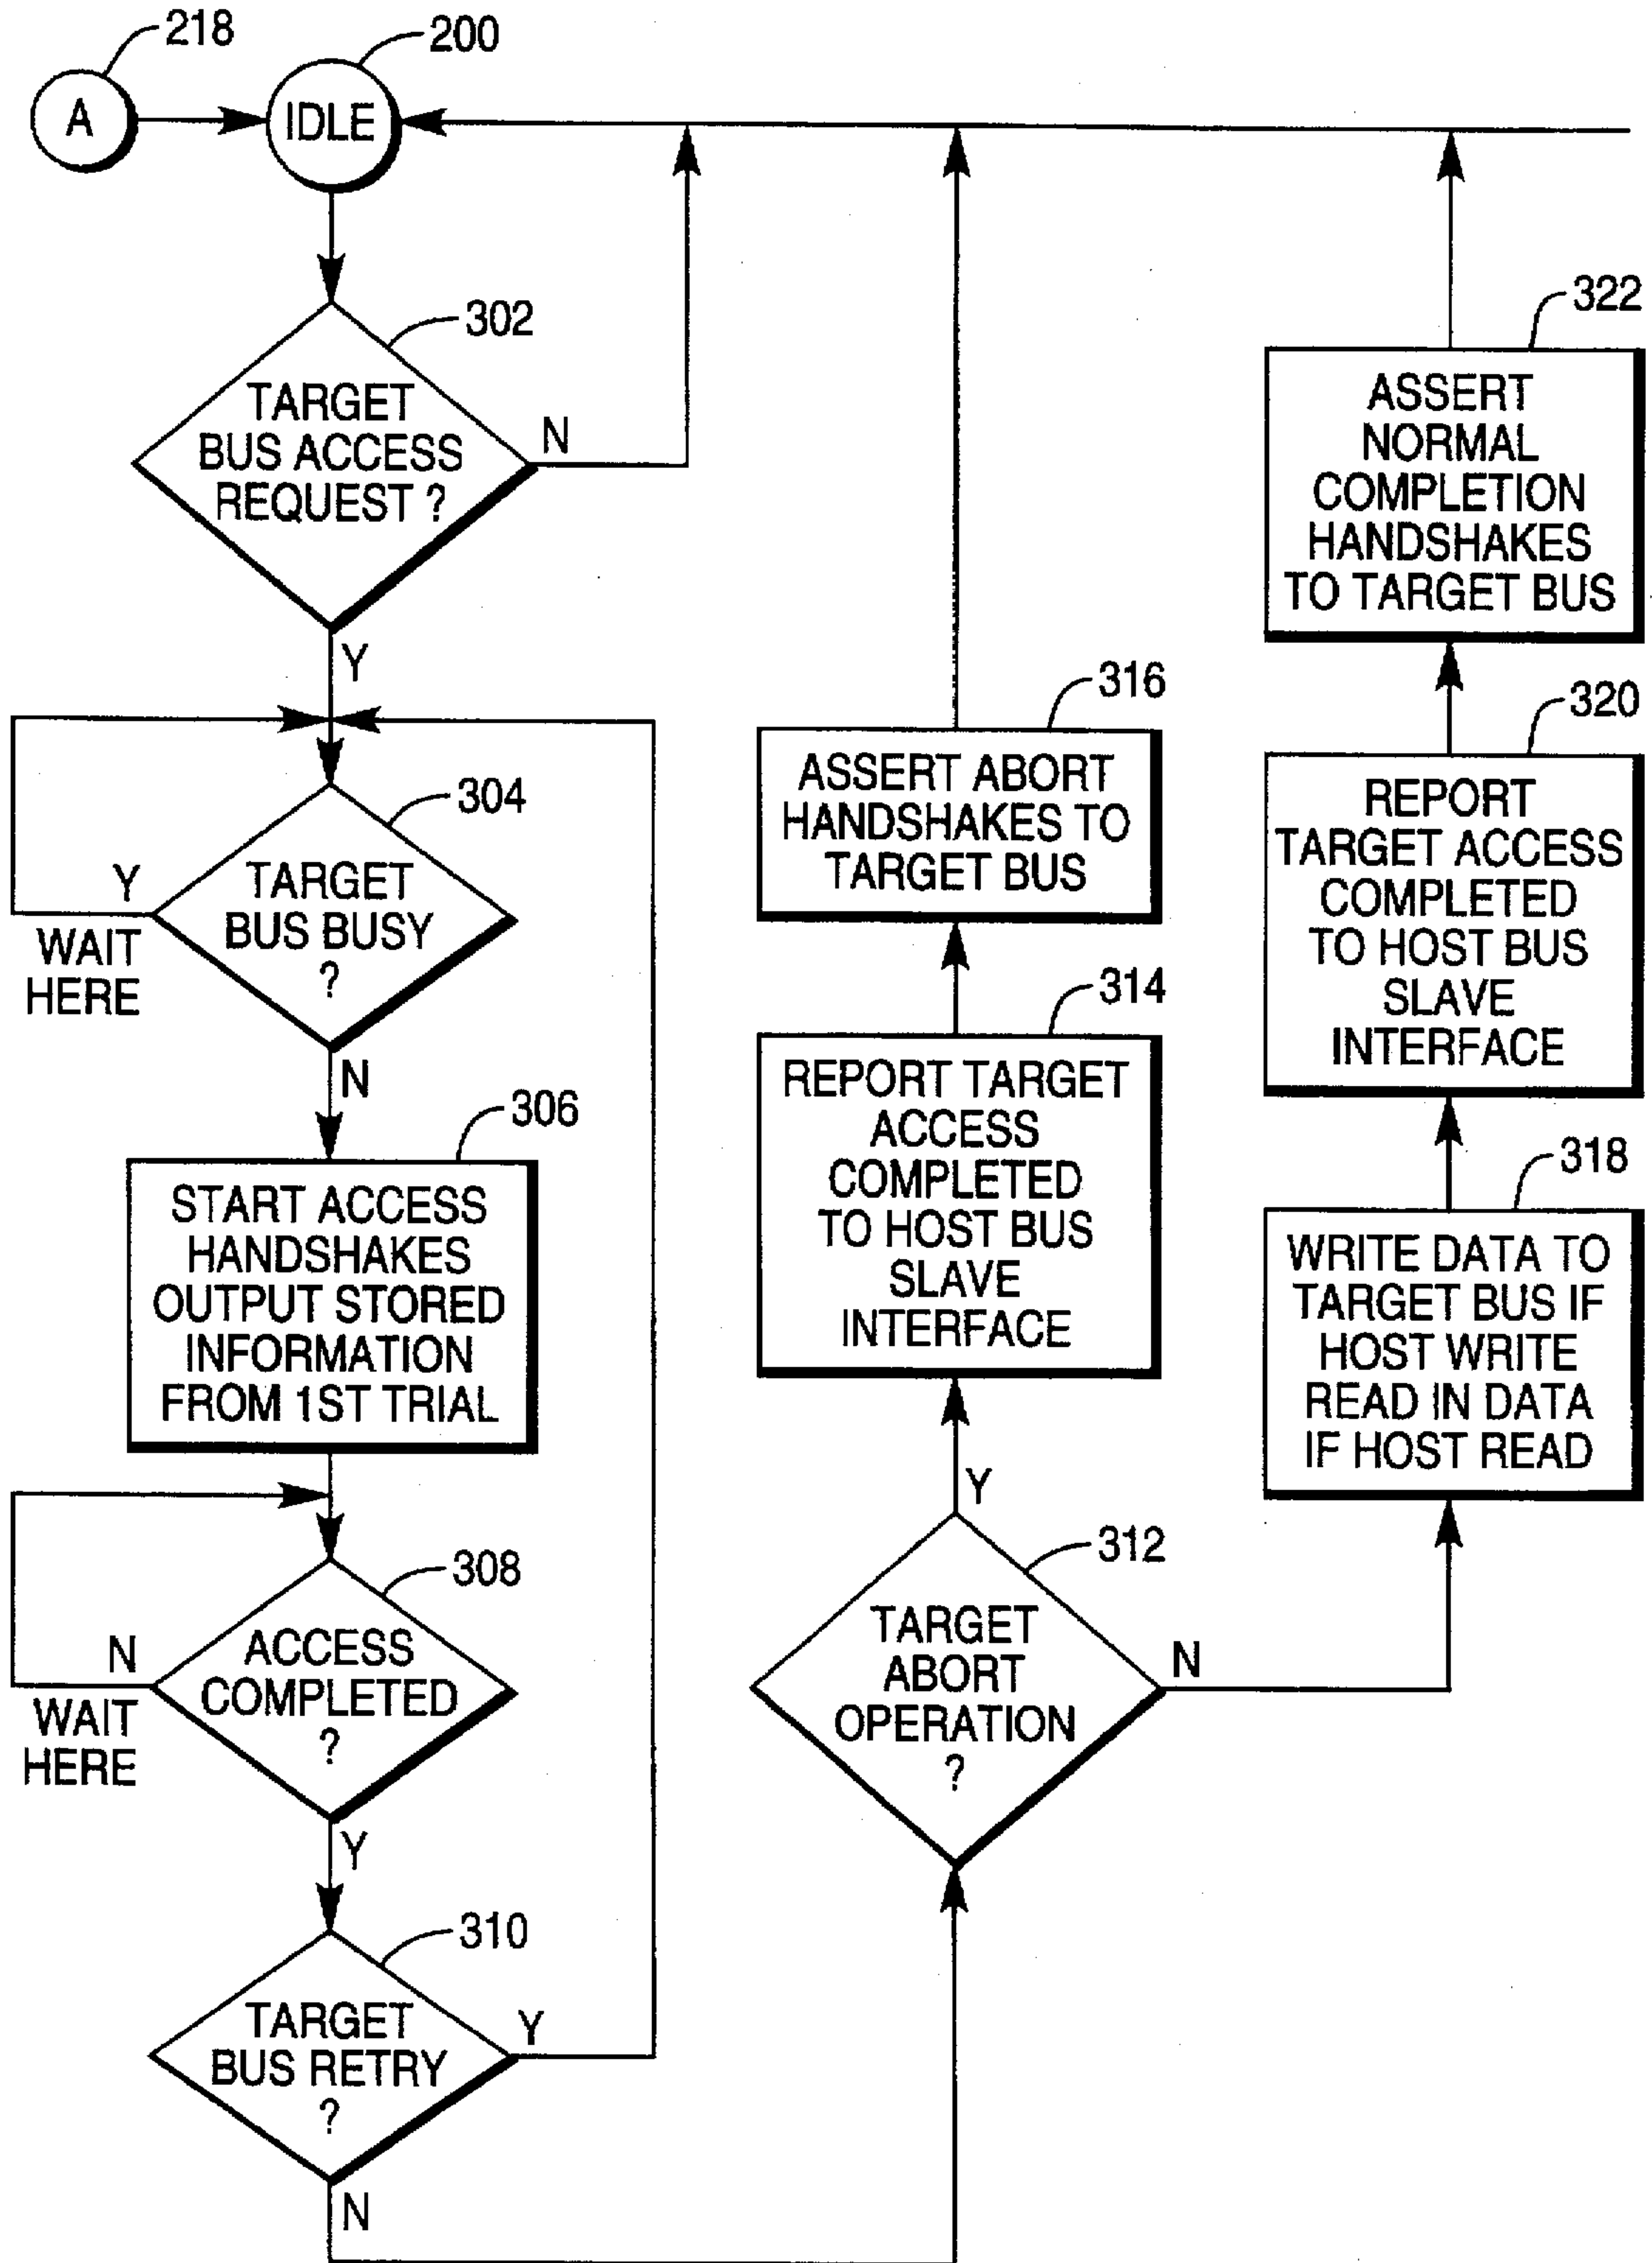 218
200
A
IDLE
302
TARGET
BUS ACCESS
REQUEST ?
N
Y
304
TARGET
BUS BUSY
?
Y
WAIT
HERE
N
306
START ACCESS
HANDSHAKES
OUTPUT STORED
INFORMATION
FROM 1ST TRIAL
308
ACCESS
COMPLETED
?
N
WAIT
HERE
Y
310
TARGET
BUS RETRY
?
Y
N
312
TARGET
ABORT
OPERATION
?
Y
N
314
REPORT TARGET
ACCESS
COMPLETED
TO HOST BUS
SLAVE
INTERFACE
316
ASSERT ABORT
HANDSHAKES TO
TARGET BUS
318
WRITE DATA TO
TARGET BUS IF
HOST WRITE
READ IN DATA
IF HOST READ
320
REPORT
TARGET ACCESS
COMPLETED
TO HOST BUS
SLAVE
INTERFACE
322
ASSERT
NORMAL
COMPLETION
HANDSHAKES
TO TARGET BUS